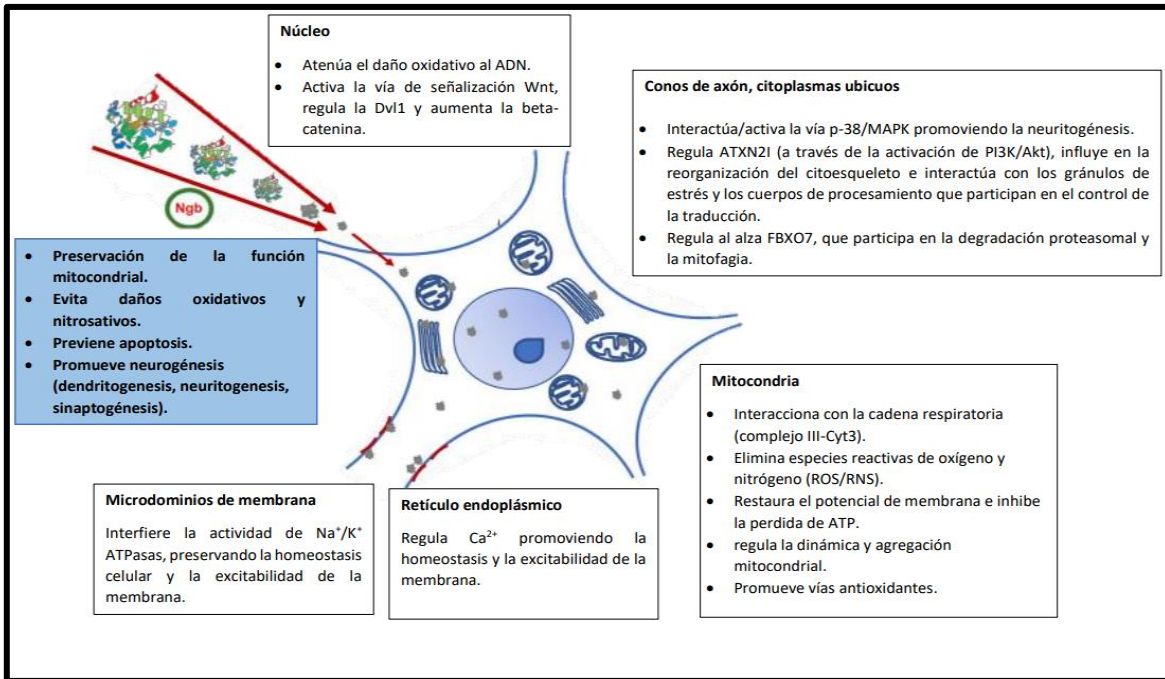 Núcleo
• Atenúa el daño oxidativo al ADN.
• Activa la vía de señalización Wnt,
regula la Dvl1 y aumenta la beta-
catenina.
Conos de axón, citoplasmas ubicuos
• Interactúa/activa la vía p-38/MAPK promoviendo la neuritogénesis.
• Regula ATXN2I (a través de la activación de PI3K/Akt), influye en la
reorganización del citoesqueleto e interactúa con los gránulos de
estrés y los cuerpos de procesamiento que participan en el control de
la traducción.
• Regula al alza FBXO7, que participa en la degradación proteasomal y
la mitofagia.
Ngb
• Preservación de la función
mitocondrial.
• Evita daños oxidativos y
nitrosativos.
• Previene apoptosis.
• Promueve neurogénesis
(dendritogenesis, neuritogenesis,
sinaptogénesis).
Mitocondria
• Interacciona con la cadena respiratoria
(complejo III-Cyt3).
• Elimina especies reactivas de oxígeno y
nitrógeno (ROS/RNS).
• Restaura el potencial de membrana e inhibe
la perdida de ATP.
• regula la dinámica y agregación
mitocondrial.
• Promueve vías antioxidantes.
Microdominios de membrana
Interfiere la actividad de Na⁺/K⁺
ATPasas, preservando la homeostasis
celular y la excitabilidad de la
membrana.
Retículo endoplásmico
Regula Ca²⁺ promoviendo la
homeostasis y la excitabilidad de la
membrana.